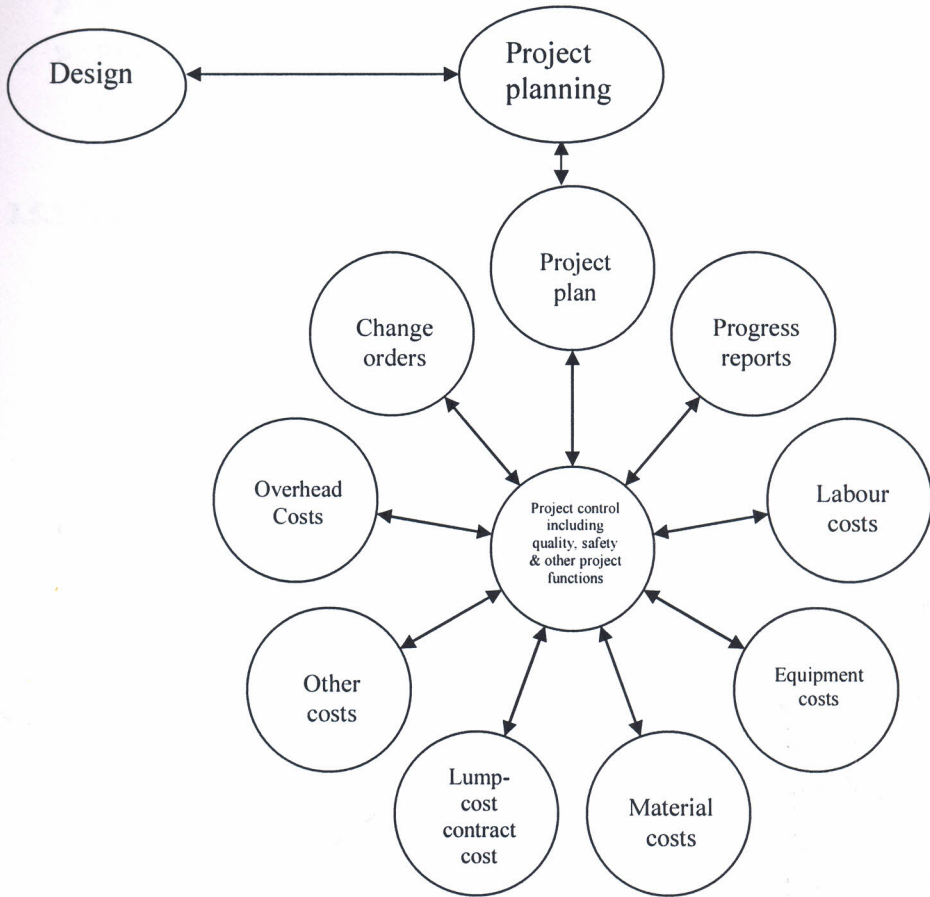 Design
Project
planning
Project
plan
Change
orders
Progress
reports
Overhead
Costs
Project control
including
quality, safety
& other project
functions
Labour
costs
Other
costs
Equipment
costs
Lump-
cost
contract
cost
Material
costs